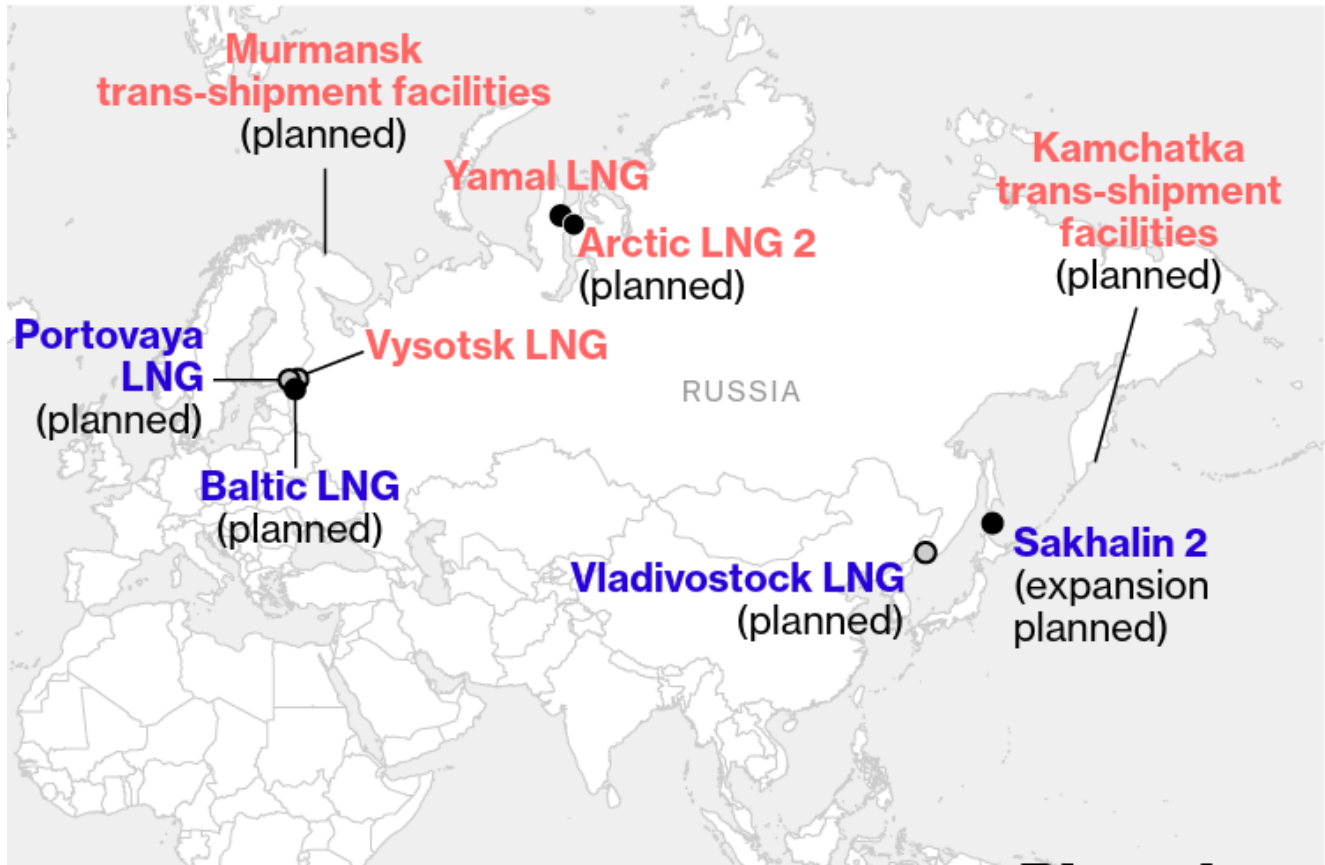 Murmansk
trans-shipment facilities
(planned)
Yamal LNG
Arctic LNG 2
(planned)
Kamchatka
trans-shipment
facilities
(planned)
Portovaya
LNG
(planned)
Vysotsk LNG
RUSSIA
Baltic LNG
(planned)
Vladivostock LNG
(planned)
Sakhalin 2
(expansion
planned)